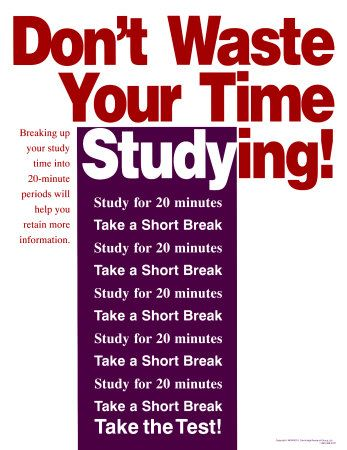 Don't Waste
Your Time
Studying!
Breaking up
your study
time into
20-minute
periods will
help you
retain more
information.
Study for 20 minutes
Take a Short Break
Study for 20 minutes
Take a Short Break
Study for 20 minutes
Take a Short Break
Study for 20 minutes
Take a Short Break
Study for 20 minutes
Take a Short Break
Take the Test!